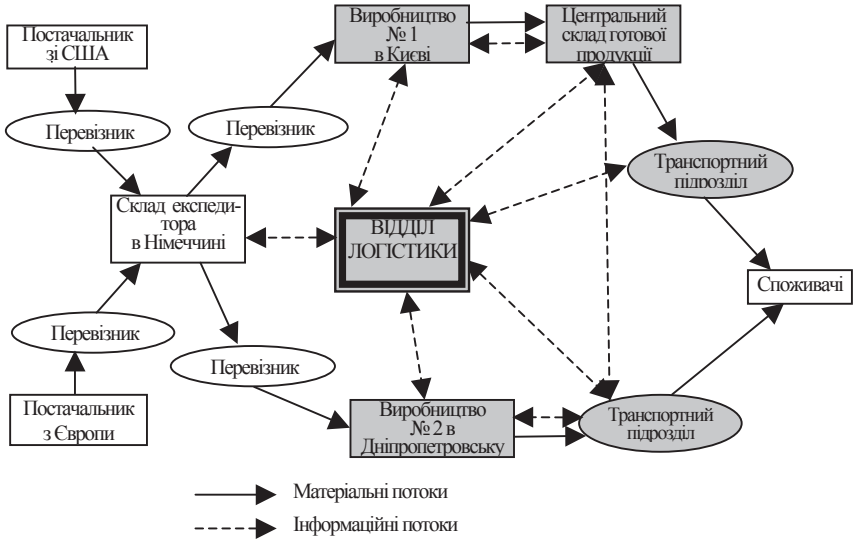 Постачальник
зі США
Перевізник
Склад експеди-
тора
в Німеччині
Перевізник
Постачальник
з Європи
Перевізник
Перевізник
Виробництво
№ 1
в Києві
Центральний
склад готової
продукції
Транспортний
підрозділ
ВІДДІЛ
ЛОГІСТИКИ
Споживачі
Виробництво
№ 2 в
Дніпропетровську
Транспортний
підрозділ
Матеріальні потоки
Інформаційні потоки